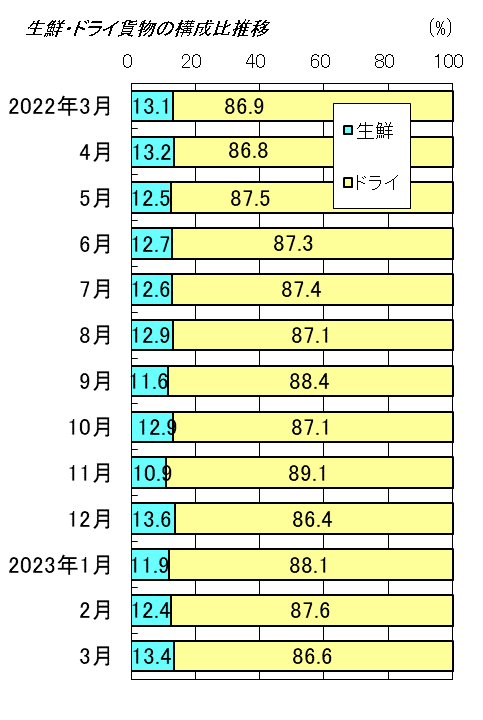 生鮮・ドライ貨物の構成比推移 (%)
0 20 40 60 80 100
2022年3月 13.1 86.9
生鮮
4月 13.2 86.8
ドライ
5月 12.5 87.5
6月 12.7 87.3
7月 12.6 87.4
8月 12.9 87.1
9月 11.6 88.4
10月 12.9 87.1
11月 10.9 89.1
12月 13.6 86.4
2023年1月 11.9 88.1
2月 12.4 87.6
3月 13.4 86.6